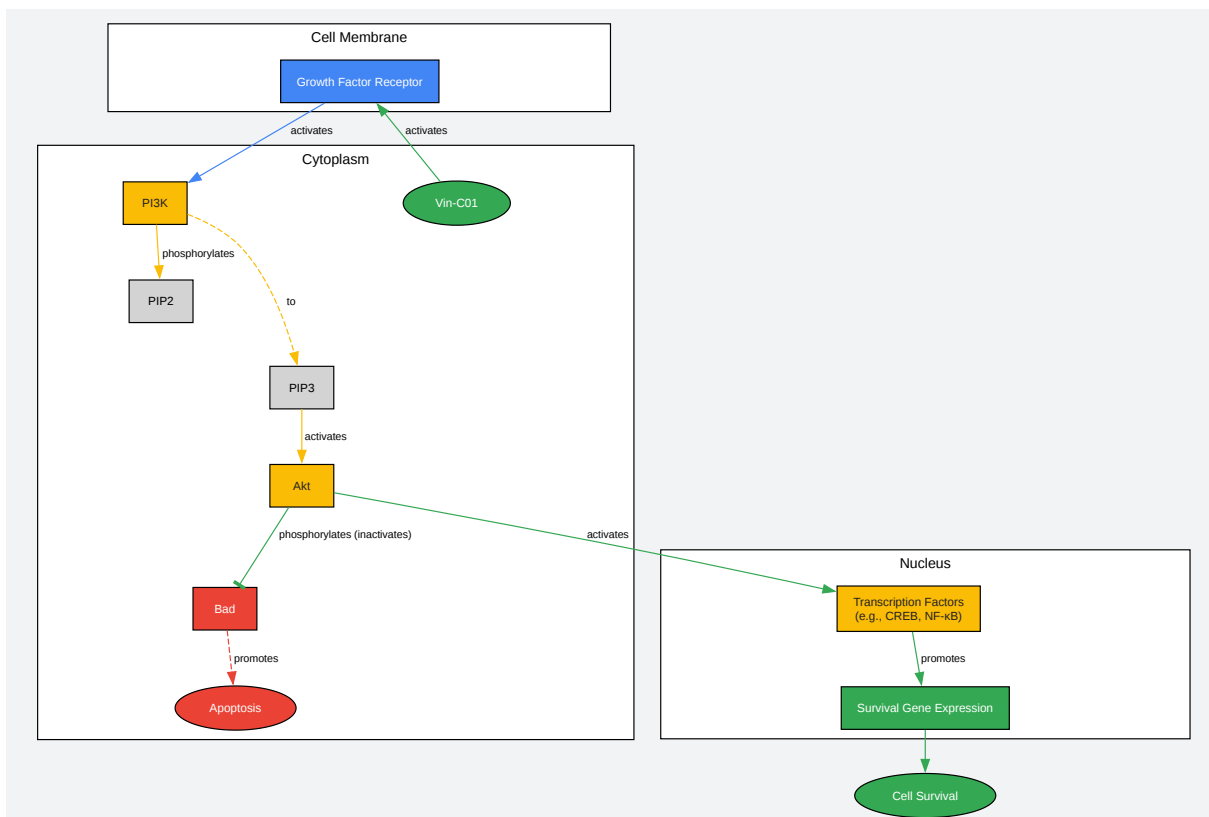 Cell Membrane
Growth Factor Receptor
activates
activates
Cytoplasm
PI3K
Vin-C01
phosphorylates
PIP2
to
PIP3
activates
Akt
phosphorylates (inactivates)
activates
Nucleus
Bad
Transcription Factors
(e.g., CREB, NF-κB)
promotes
promotes
Apoptosis
Survival Gene Expression
Cell Survival